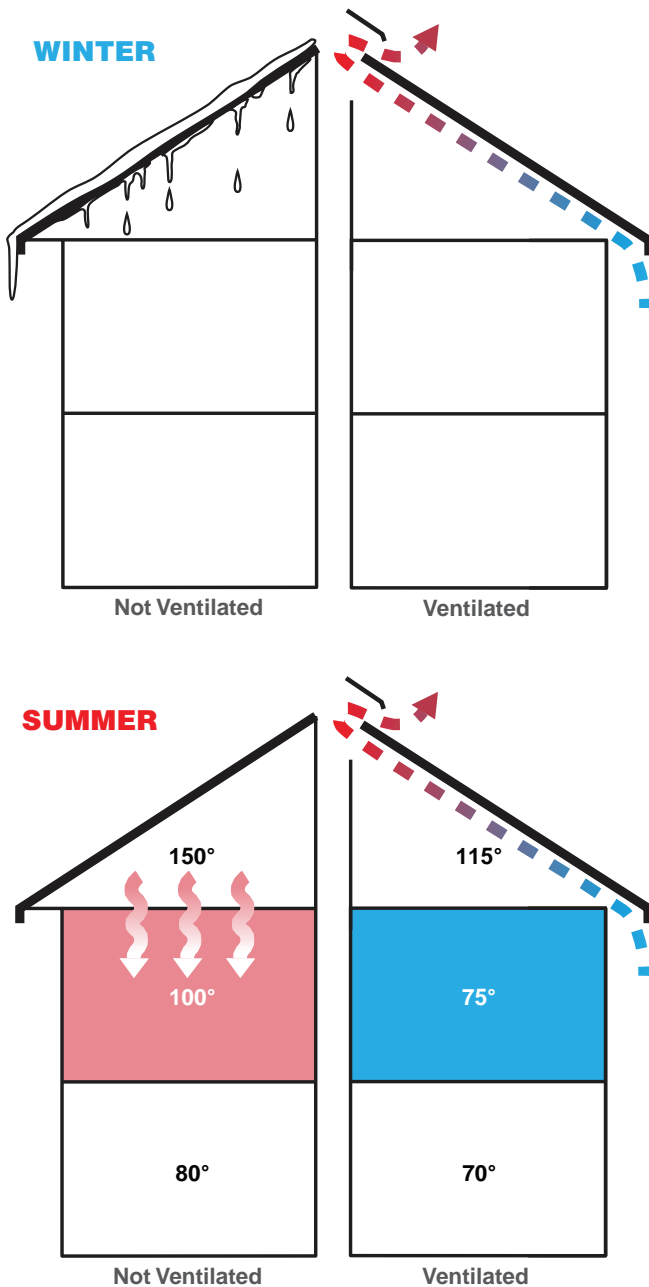 WINTER
Not Ventilated
Ventilated
SUMMER
150°
115°
100°
75°
80°
70°
Not Ventilated
Ventilated